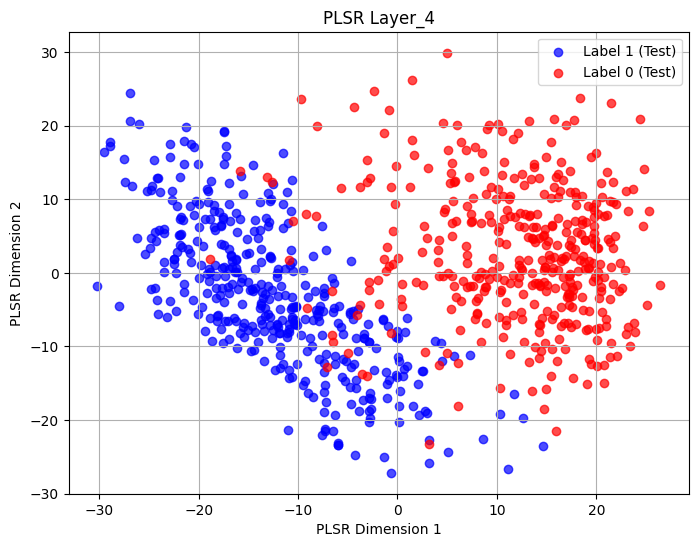 PLSR Layer_4
Label 1 (Test)
Label 0 (Test)
PLSR Dimension 2
30
20
10
0
−10
−20
−30
−30 −20 −10 0 10 20
PLSR Dimension 1